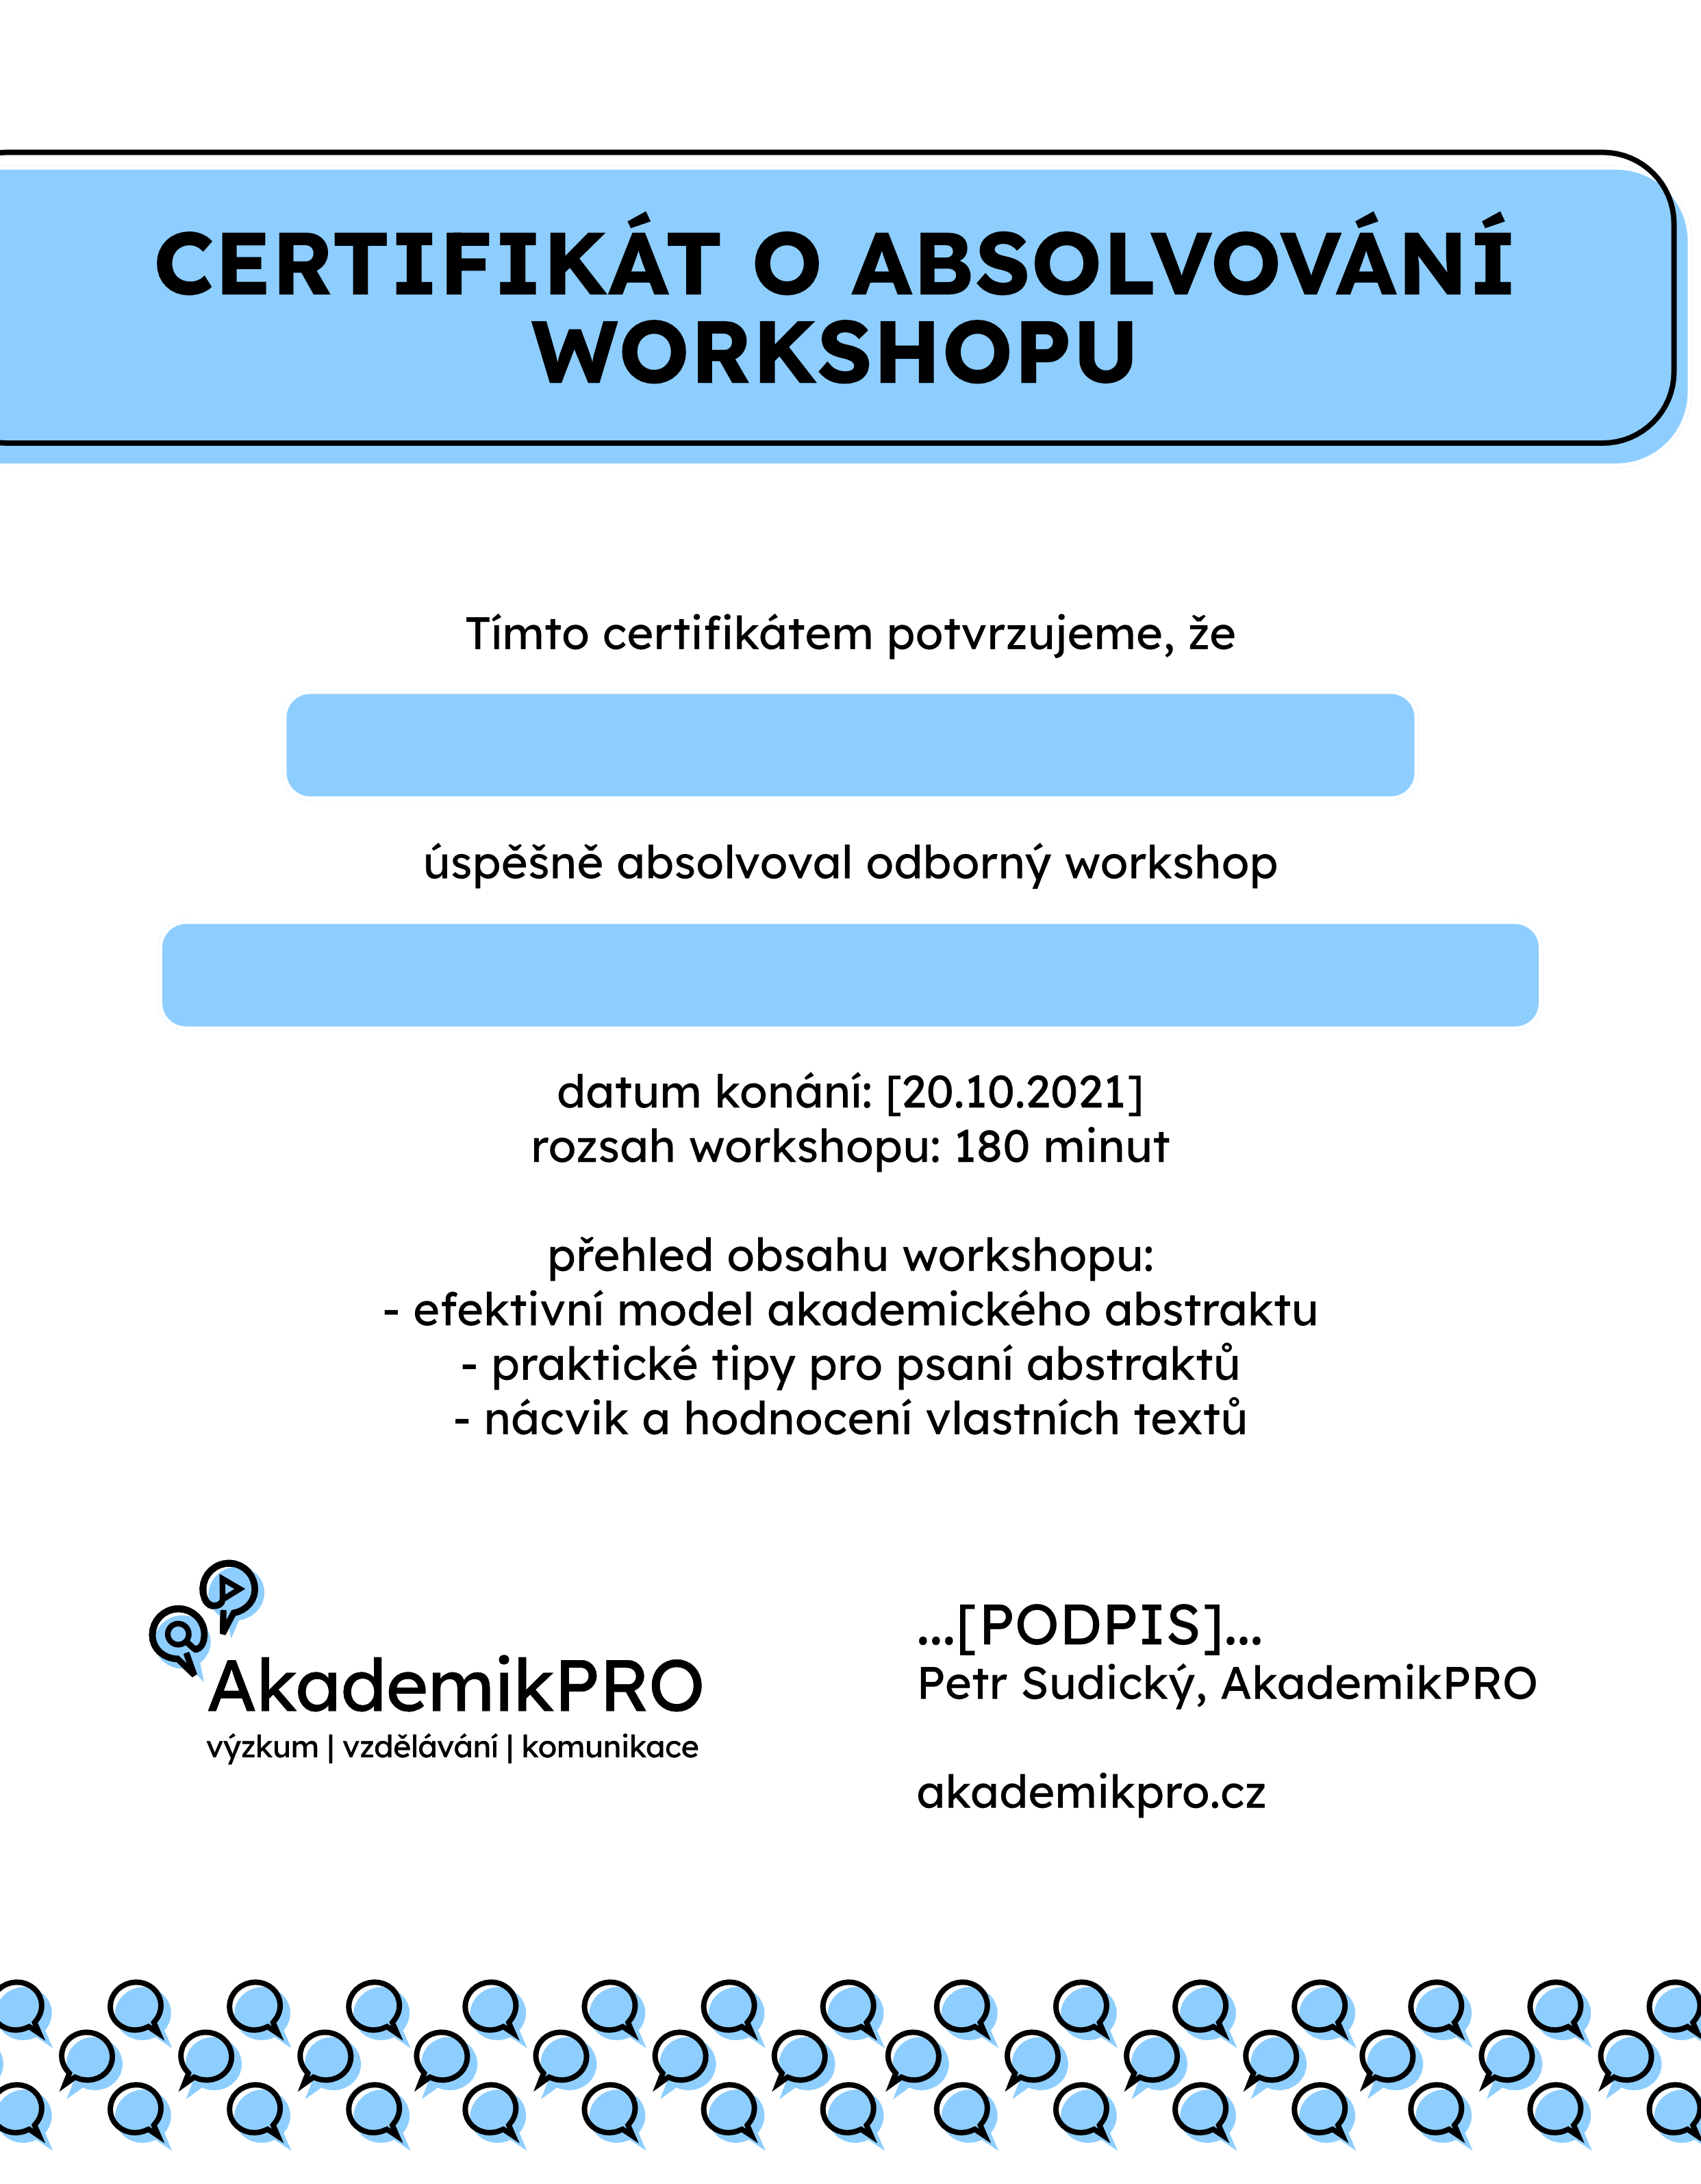 CERTIFIKÁT O ABSOLVOVÁNÍ
WORKSHOPU
Tímto certifikátem potvrzujeme, že
úspěšně absolvoval odborný workshop
datum konání: [20.10.2021]
rozsah workshopu: 180 minut
přehled obsahu workshopu:
- efektivní model akademického abstraktu
- praktické tipy pro psaní abstraktů
- nácvik a hodnocení vlastních textů
AkademikPRO
výzkum | vzdělávání | komunikace
...[PODPIS]...
Petr Sudický, AkademikPRO
akademikpro.cz